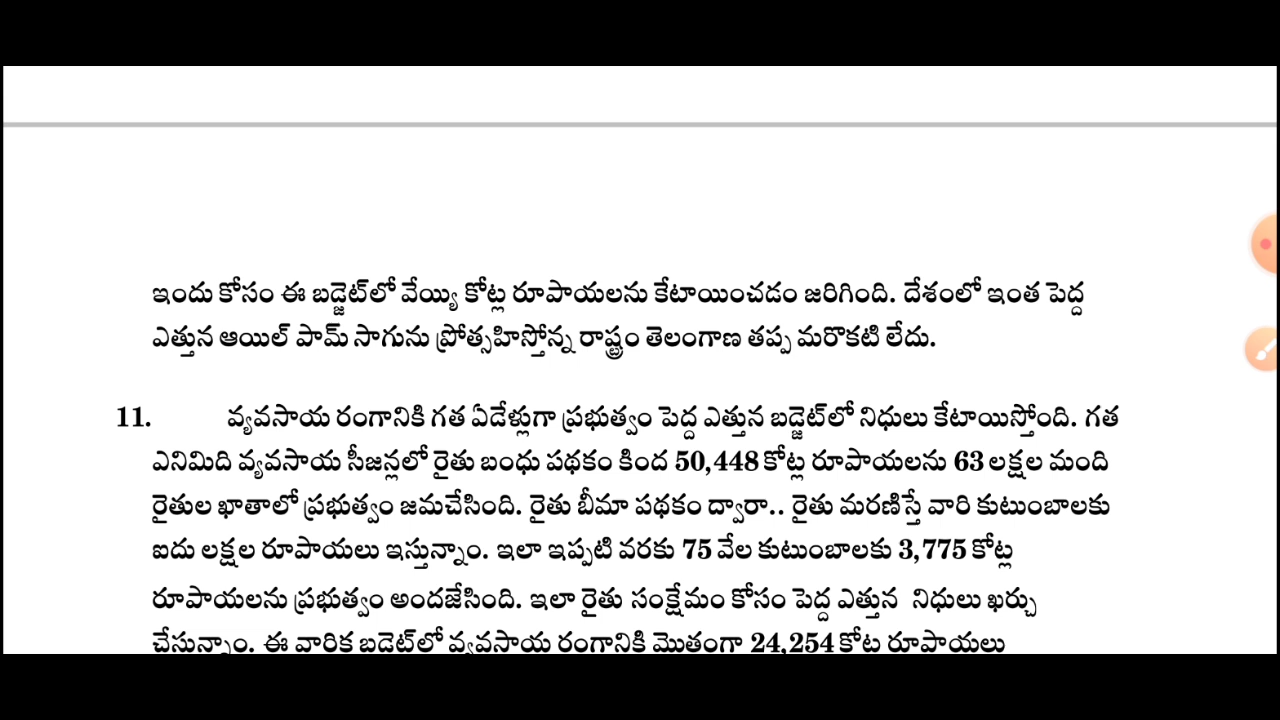 ఇందు కోసం ఈ బడ్జెట్‌లో వేయ్యి కోట్ల రూపాయలను కేటాయించడం జరిగింది. దేశంలో ఇంత పెద్ద
ఎత్తున ఆయిల్ పామ్ సాగును ప్రోత్సహిస్తోన్న రాష్ట్రం తెలంగాణ తప్ప మరొకటి లేదు.
11. వ్యవసాయ రంగానికి గత ఏడేళ్లుగా ప్రభుత్వం పెద్ద ఎత్తున బడ్జెట్‌లో నిధులు కేటాయిస్తోంది. గత
ఎనిమిది వ్యవసాయ సీజన్లలో రైతు బంధు పథకం కింద 50,448 కోట్ల రూపాయలను 63 లక్షల మంది
రైతుల ఖాతాలో ప్రభుత్వం జమచేసింది. రైతు బీమా పథకం ద్వారా.. రైతు మరణిస్తే వారి కుటుంబాలకు
ఐదు లక్షల రూపాయలు ఇస్తున్నాం. ఇలా ఇప్పటి వరకు 75 వేల కుటుంబాలకు 3,775 కోట్ల
రూపాయలను ప్రభుత్వం అందజేసింది. ఇలా రైతు సంక్షేమం కోసం పెద్ద ఎత్తున నిధులు ఖర్చు
చేస్తున్నాం. ఈ వార్షిక బడ్జెట్‌లో వ్యవసాయ రంగానికి మొత్తంగా 24,254 కోట్ల రూపాయలు